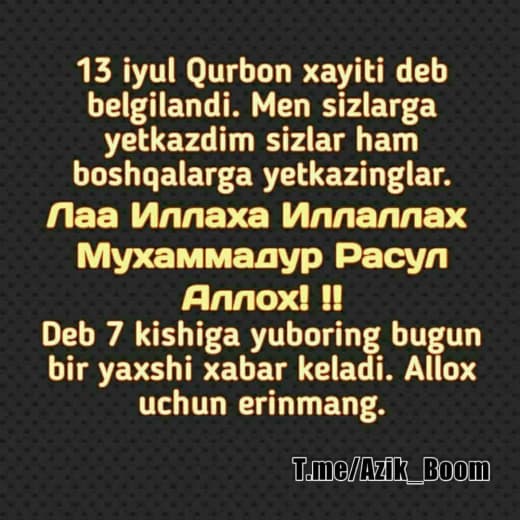 13 iyul Qurbon xayiti deb
belgilandi. Men sizlarga
yetkazdim sizlar ham
boshqalarga yetkazinglar.
Лаа Иллаха Иллаллах
Мухаммадур Расул
Аллох! !!
Deb 7 kishiga yuboring bugun
bir yaxshi xabar keladi. Allox
uchun erinmang.
T.me/Azik_Boom